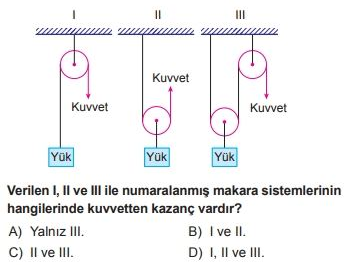 I II III
Kuvvet
Kuvvet Kuvvet
Yük Yük Yük
Verilen I, II ve III ile numaralanmış makara sistemlerinin
hangilerinde kuvvetten kazanç vardır?
A) Yalnız III. B) I ve II.
C) II ve III. D) I, II ve III.